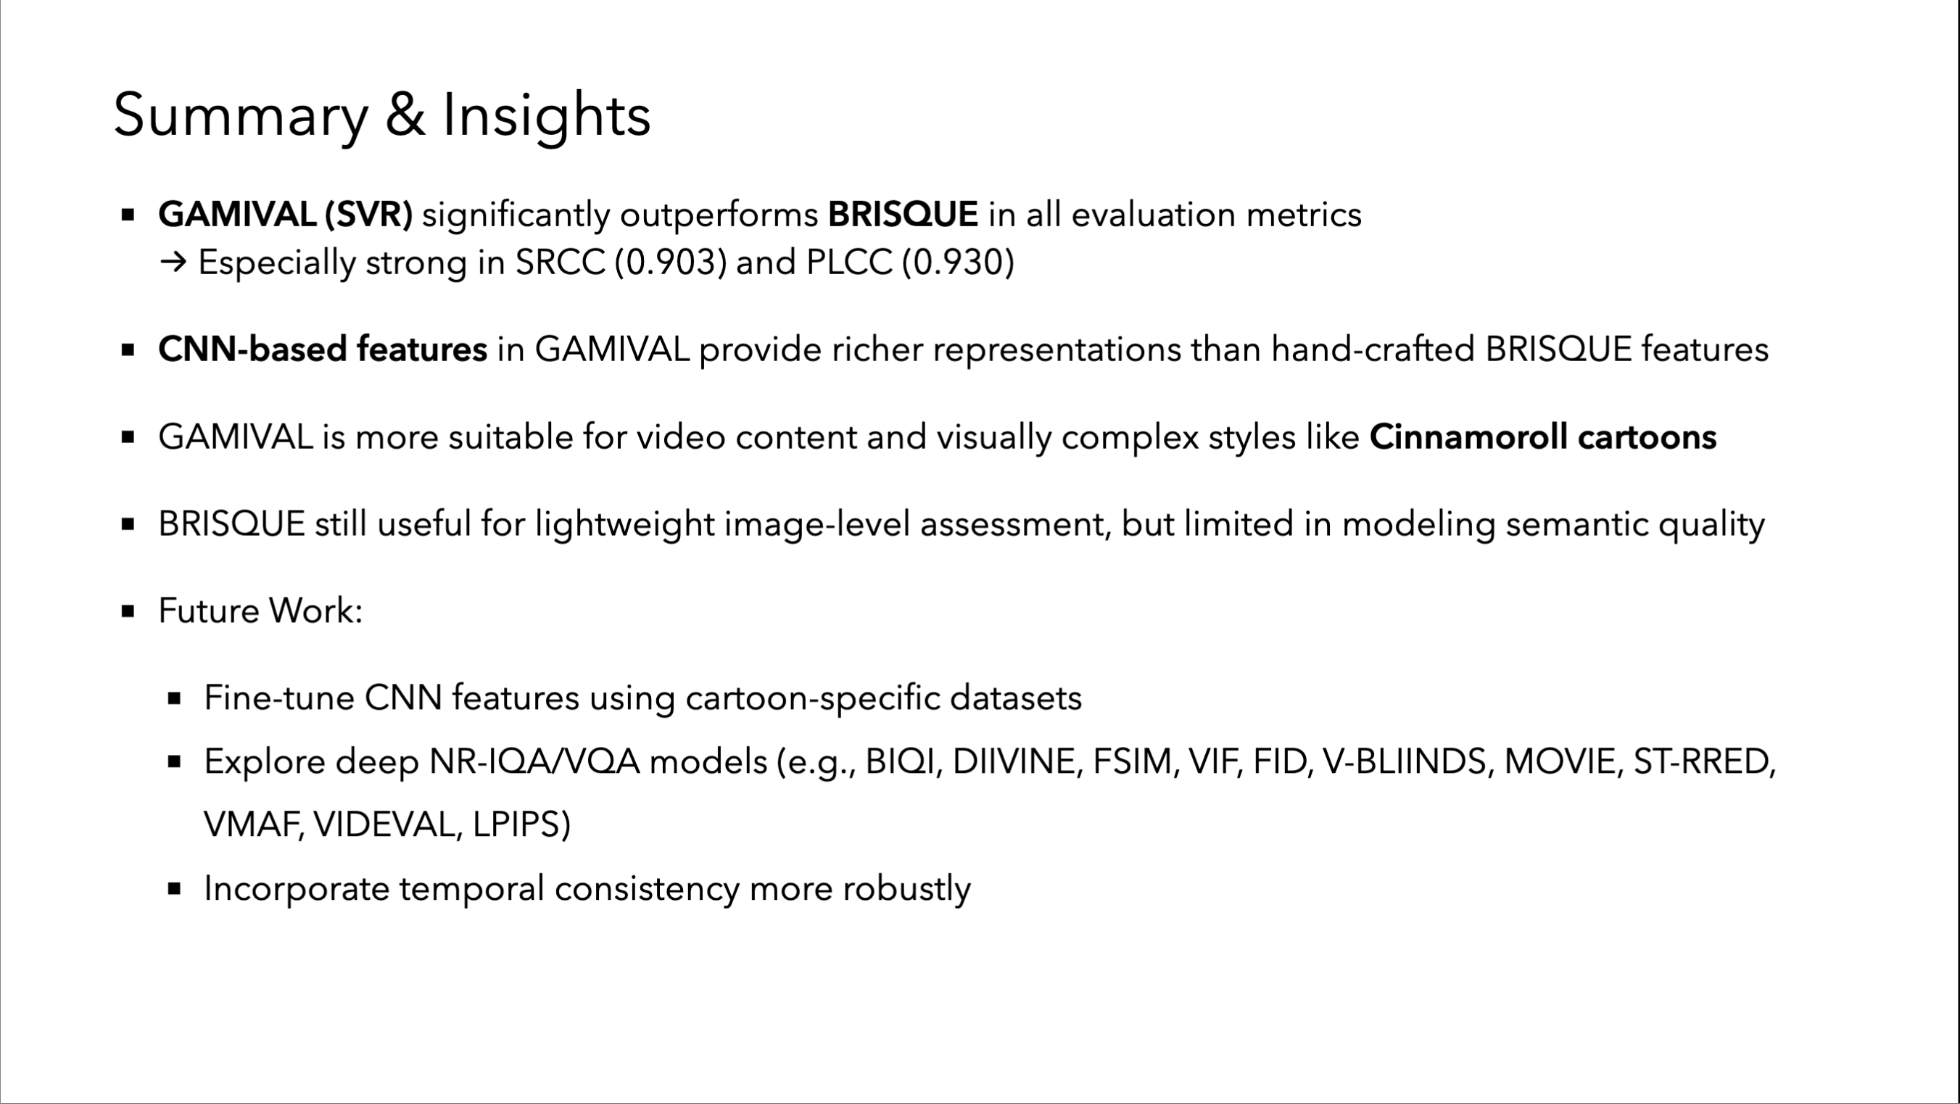 Summary & Insights
▪ GAMIVAL (SVR) significantly outperforms BRISQUE in all evaluation metrics
→ Especially strong in SRCC (0.903) and PLCC (0.930)
▪ CNN-based features in GAMIVAL provide richer representations than hand-crafted BRISQUE features
▪ GAMIVAL is more suitable for video content and visually complex styles like Cinnamoroll cartoons
▪ BRISQUE still useful for lightweight image-level assessment, but limited in modeling semantic quality
▪ Future Work:
▪ Fine-tune CNN features using cartoon-specific datasets
▪ Explore deep NR-IQA/VQA models (e.g., BIQI, DIIVINE, FSIM, VIF, FID, V-BLIINDS, MOVIE, ST-RRED,
VMAF, VIDEVAL, LPIPS)
▪ Incorporate temporal consistency more robustly